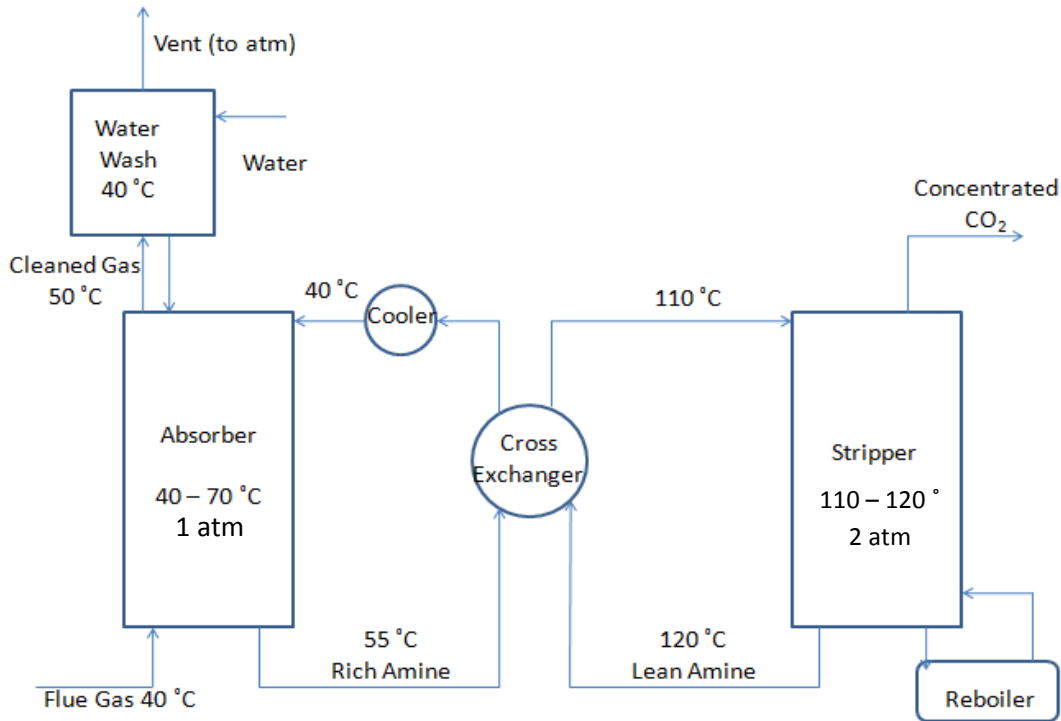 Vent (to atm)
Water
Wash
40 ˚C
Water
Concentrated
CO₂
Cleaned Gas
50 ˚C
40 ˚C
Cooler
110 ˚C
Absorber
40 – 70 ˚C
1 atm
Cross
Exchanger
Stripper
110 – 120 ˚
2 atm
55 ˚C
Rich Amine
120 ˚C
Lean Amine
Flue Gas 40 ˚C
Reboiler